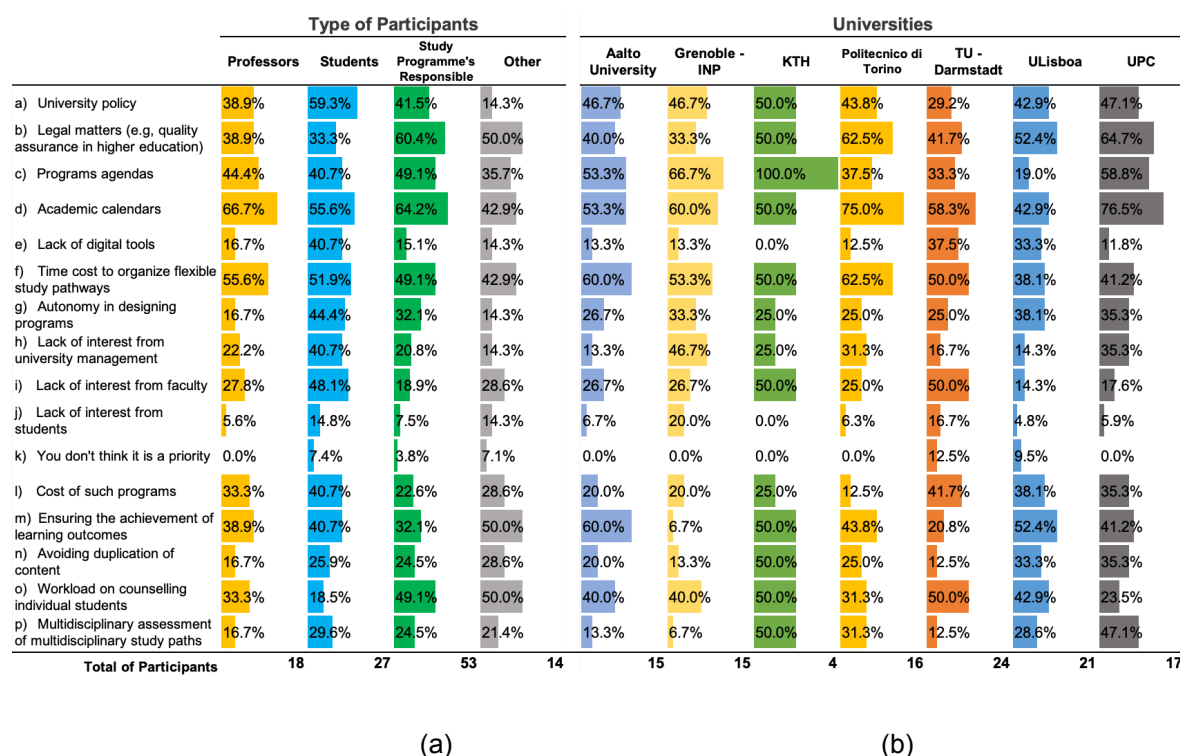 Type of Participants Universities
Professors Students Study Programme's Responsible Other Aalto University Grenoble - INP KTH Politecnico di Torino TU - Darmstadt ULisboa UPC
a) University policy 38.9% 59.3% 41.5% 14.3% 46.7% 46.7% 50.0% 43.8% 29.2% 42.9% 47.1%
b) Legal matters (e.g, quality assurance in higher education) 38.9% 33.3% 60.4% 50.0% 40.0% 33.3% 50.0% 62.5% 41.7% 52.4% 64.7%
c) Programs agendas 44.4% 40.7% 49.1% 35.7% 53.3% 66.7% 100.0% 37.5% 33.3% 19.0% 58.8%
d) Academic calendars 66.7% 55.6% 64.2% 42.9% 53.3% 60.0% 50.0% 75.0% 58.3% 42.9% 76.5%
e) Lack of digital tools 16.7% 40.7% 15.1% 14.3% 13.3% 13.3% 0.0% 12.5% 37.5% 33.3% 11.8%
f) Time cost to organize flexible study pathways 55.6% 51.9% 49.1% 42.9% 60.0% 53.3% 50.0% 62.5% 50.0% 38.1% 41.2%
g) Autonomy in designing programs 16.7% 44.4% 32.1% 14.3% 26.7% 33.3% 25.0% 25.0% 25.0% 38.1% 35.3%
h) Lack of interest from university management 22.2% 40.7% 20.8% 14.3% 13.3% 46.7% 25.0% 31.3% 16.7% 14.3% 35.3%
i) Lack of interest from faculty 27.8% 48.1% 18.9% 28.6% 26.7% 26.7% 50.0% 25.0% 50.0% 14.3% 17.6%
j) Lack of interest from students 5.6% 14.8% 7.5% 14.3% 6.7% 20.0% 0.0% 6.3% 16.7% 4.8% 5.9%
k) You don't think it is a priority 0.0% 7.4% 3.8% 7.1% 0.0% 0.0% 0.0% 0.0% 12.5% 9.5% 0.0%
l) Cost of such programs 33.3% 40.7% 22.6% 28.6% 20.0% 20.0% 25.0% 12.5% 41.7% 38.1% 35.3%
m) Ensuring the achievement of learning outcomes 38.9% 40.7% 32.1% 50.0% 60.0% 6.7% 50.0% 43.8% 20.8% 52.4% 41.2%
n) Avoiding duplication of content 16.7% 25.9% 24.5% 28.6% 20.0% 13.3% 50.0% 25.0% 12.5% 33.3% 35.3%
o) Workload on counselling individual students 33.3% 18.5% 49.1% 50.0% 40.0% 40.0% 50.0% 31.3% 50.0% 42.9% 23.5%
p) Multidisciplinary assessment of multidisciplinary study paths 16.7% 29.6% 24.5% 21.4% 13.3% 6.7% 50.0% 31.3% 12.5% 28.6% 47.1%
Total of Participants 18 27 53 14 15 15 4 16 24 21 17
(a) (b)